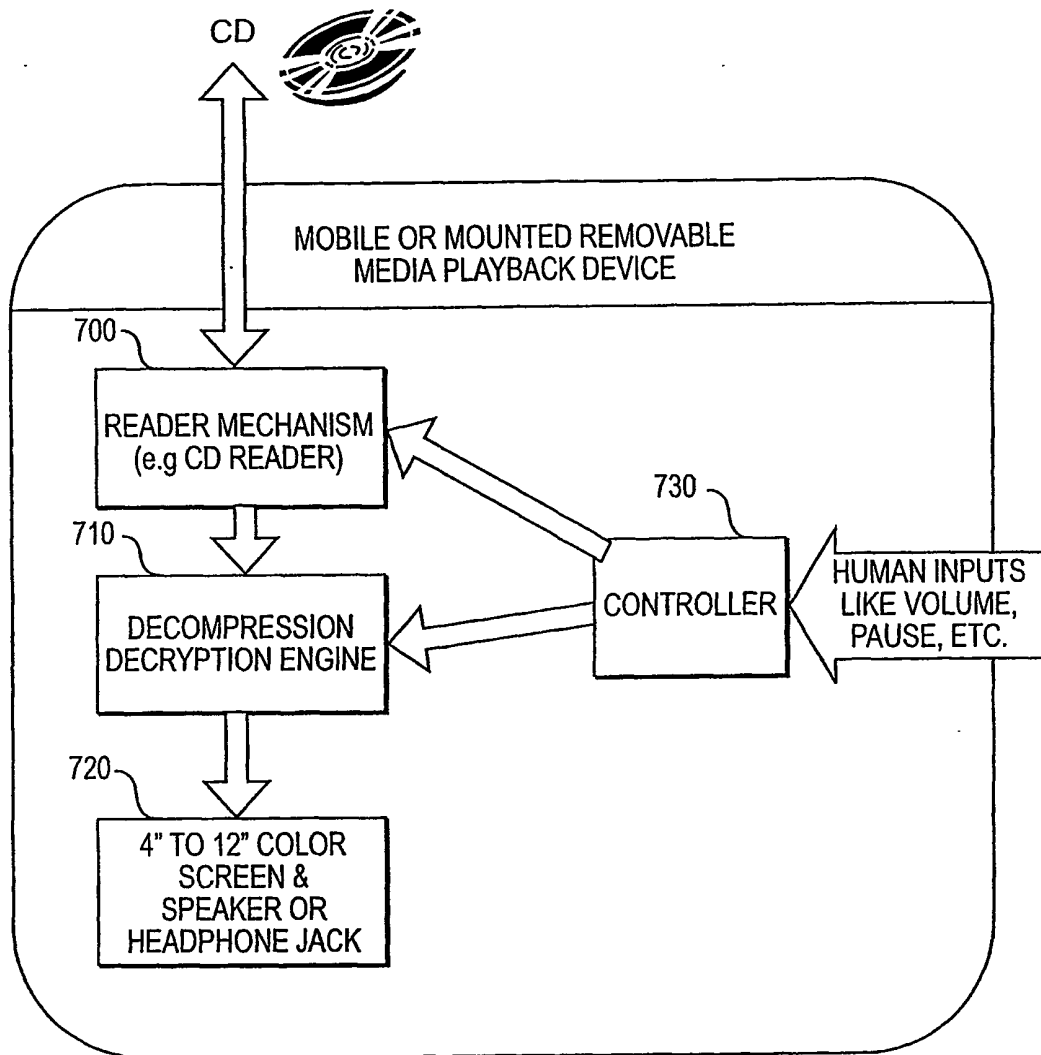 CD
MOBILE OR MOUNTED REMOVABLE
MEDIA PLAYBACK DEVICE
700
READER MECHANISM
(e.g CD READER)
730
CONTROLLER
HUMAN INPUTS
LIKE VOLUME,
PAUSE, ETC.
710
DECOMPRESSION
DECRYPTION ENGINE
720
4" TO 12" COLOR
SCREEN &
SPEAKER OR
HEADPHONE JACK